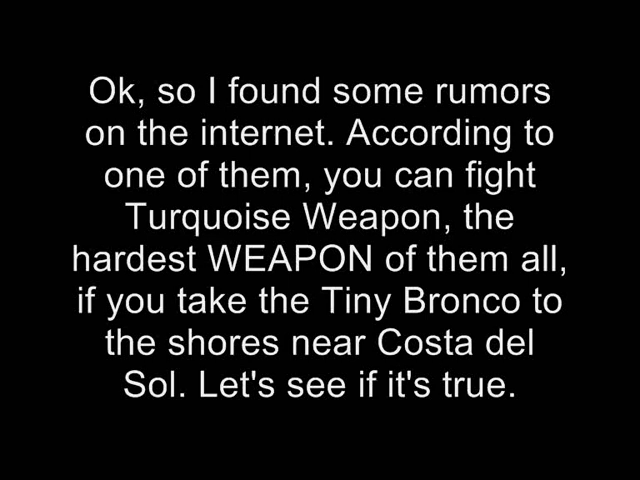 Ok, so I found some rumors
on the internet. According to
one of them, you can fight
Turquoise Weapon, the
hardest WEAPON of them all,
if you take the Tiny Bronco to
the shores near Costa del
Sol. Let's see if it's true.